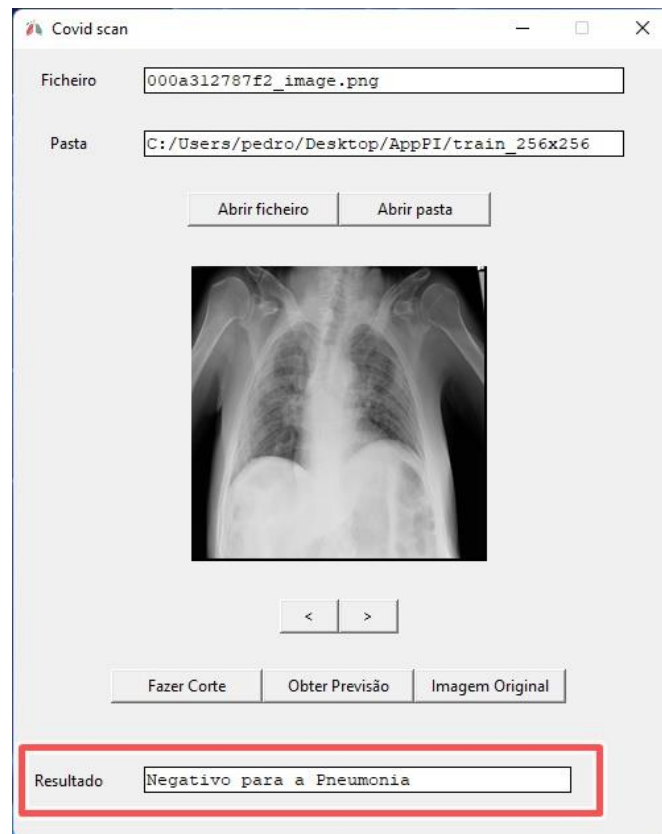 Covid scan
Ficheiro 000a312787f2_image.png
Pasta C:/Users/pedro/Desktop/AppPI/train_256x256
Abrir ficheiro Abrir pasta
< >
Fazer Corte Obter Previsão Imagem Original
Resultado Negativo para a Pneumonia